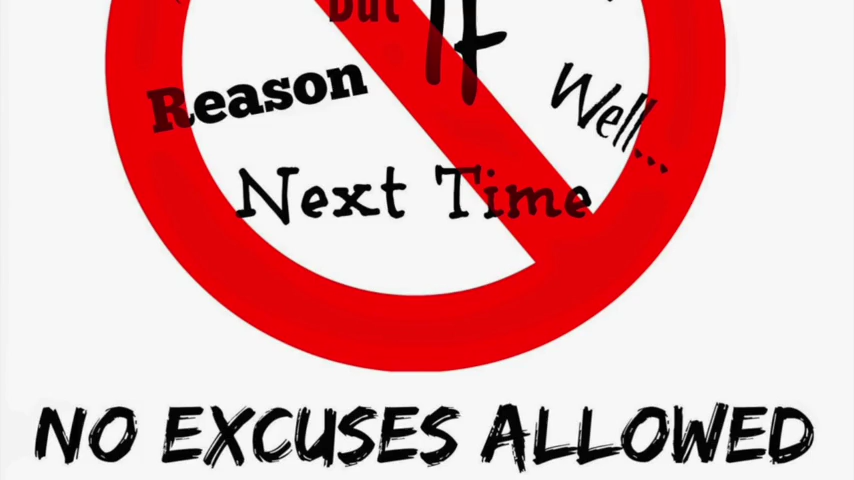 but
If
Reason
Well...
Next Time
NO EXCUSES ALLOWED